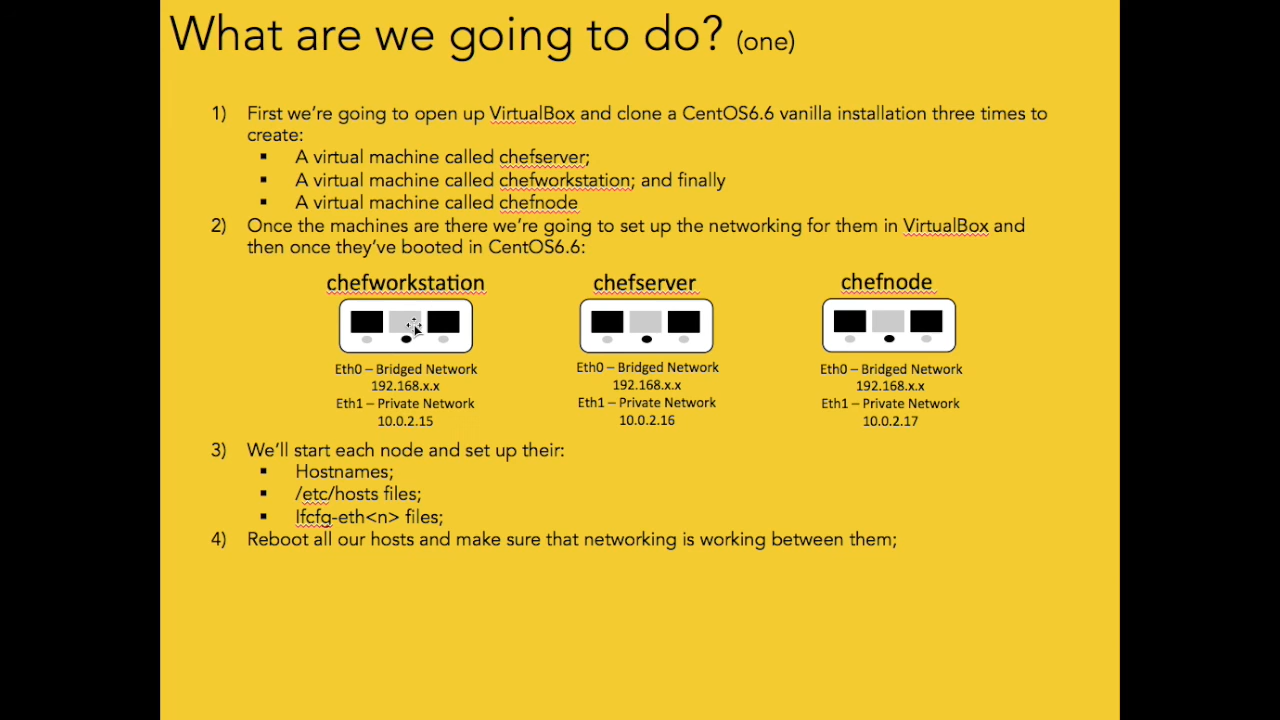 What are we going to do? (one)
1) First we're going to open up VirtualBox and clone a CentOS6.6 vanilla installation three times to
create:
▪ A virtual machine called chefserver;
▪ A virtual machine called chefworkstation; and finally
▪ A virtual machine called chefnode
2) Once the machines are there we're going to set up the networking for them in VirtualBox and
then once they've booted in CentOS6.6:
chefworkstation
Eth0 – Bridged Network
192.168.x.x
Eth1 – Private Network
10.0.2.15
chefserver
Eth0 – Bridged Network
192.168.x.x
Eth1 – Private Network
10.0.2.16
chefnode
Eth0 – Bridged Network
192.168.x.x
Eth1 – Private Network
10.0.2.17
3) We'll start each node and set up their:
▪ Hostnames;
▪ /etc/hosts files;
▪ Ifcfg-eth<n> files;
4) Reboot all our hosts and make sure that networking is working between them;